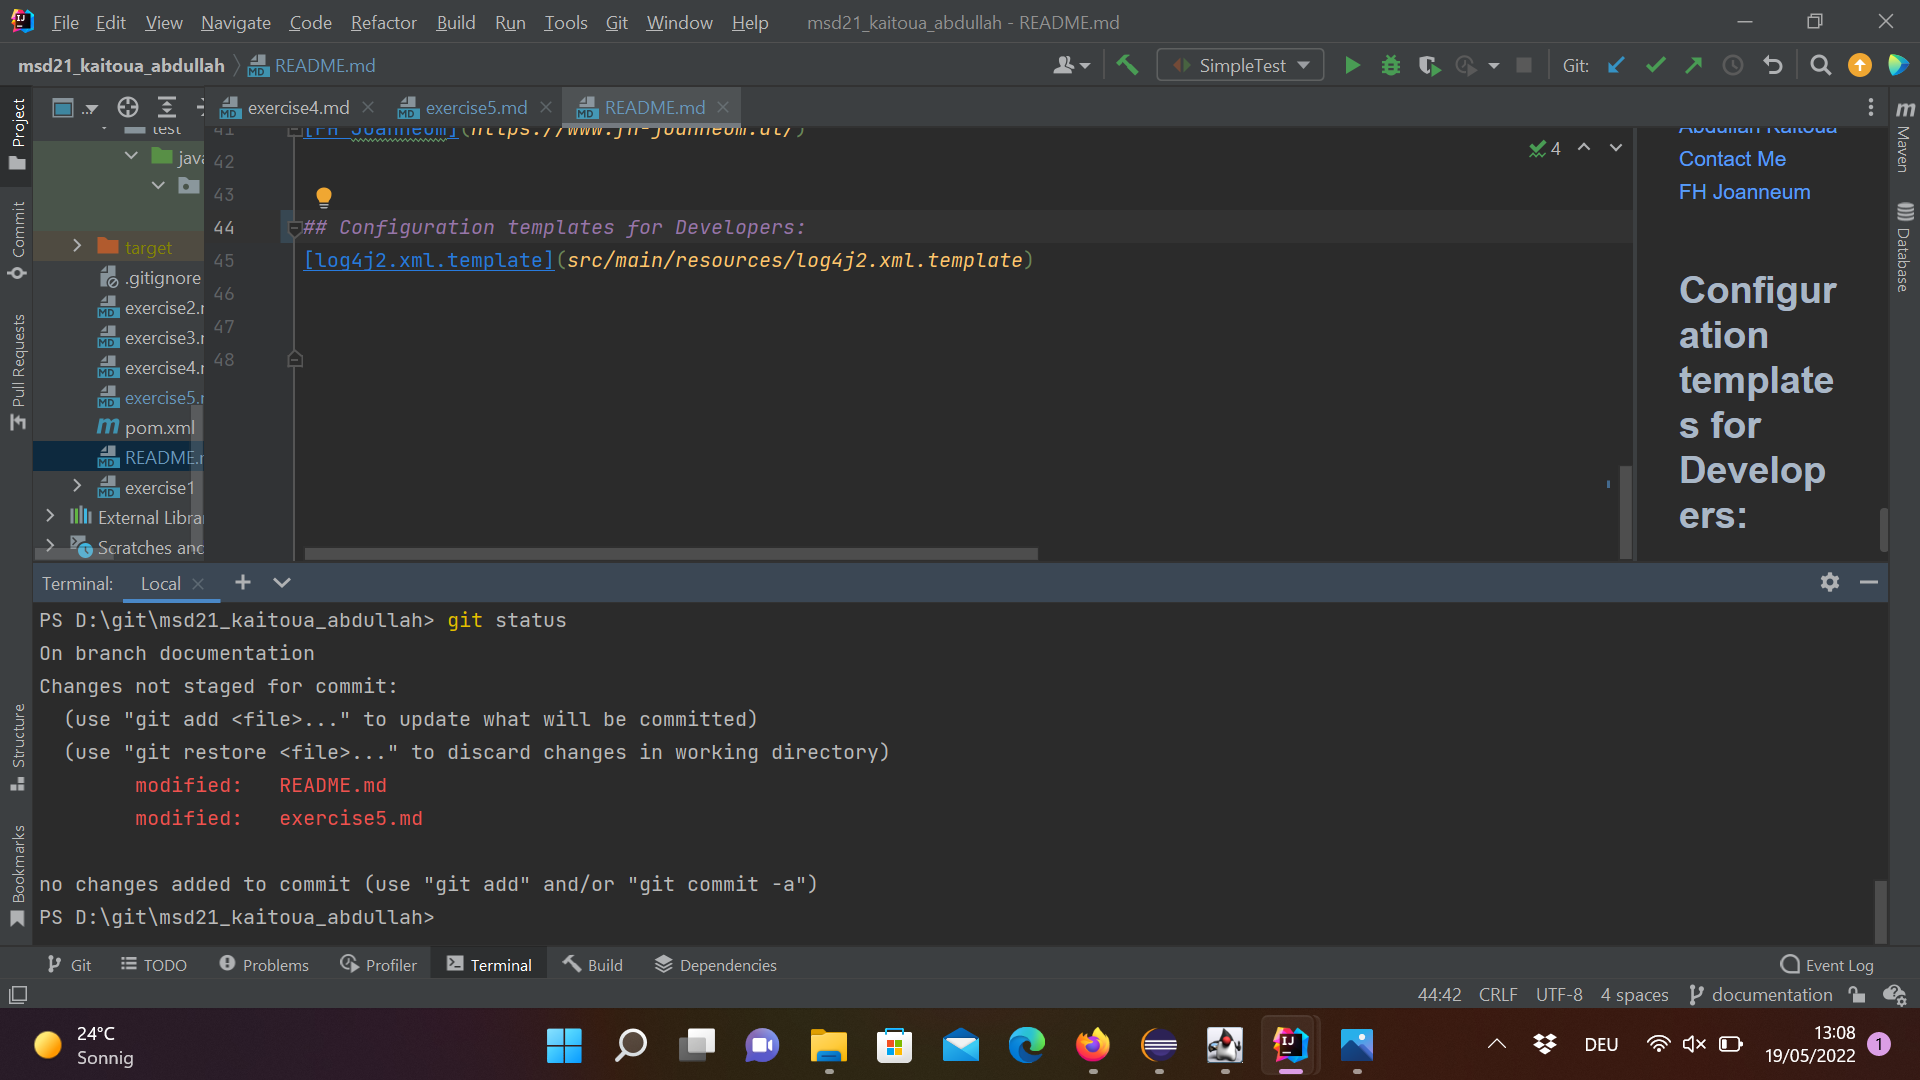 File Edit View Navigate Code Refactor Build Run Tools Git Window Help msd21_kaitoua_abdullah - README.md
msd21_kaitoua_abdullah README.md SimpleTest Git:
exercise4.md exercise5.md README.md
Project
Commit
Pull Requests
Structure
Bookmarks
test
java
target
.gitignore
exercise2.
exercise3.
exercise4.
exercise5.
pom.xml
README.
exercise1
External Libra
Scratches and
41 [FH Joanneum](https://www.fh-joanneum.at/)
42
43
44 ## Configuration templates for Developers:
45 [log4j2.xml.template](src/main/resources/log4j2.xml.template)
46
47
48
4
Abdullah Kaitoua
Contact Me
FH Joanneum
Configur
ation
template
s for
Develop
ers:
Maven
Database
Terminal: Local
PS D:\git\msd21_kaitoua_abdullah> git status
On branch documentation
Changes not staged for commit:
(use "git add <file>..." to update what will be committed)
(use "git restore <file>..." to discard changes in working directory)
modified: README.md
modified: exercise5.md
no changes added to commit (use "git add" and/or "git commit -a")
PS D:\git\msd21_kaitoua_abdullah>
Git TODO Problems Profiler Terminal Build Dependencies Event Log
44:42 CRLF UTF-8 4 spaces documentation
24°C
Sonnig
DEU
13:08
19/05/2022
1